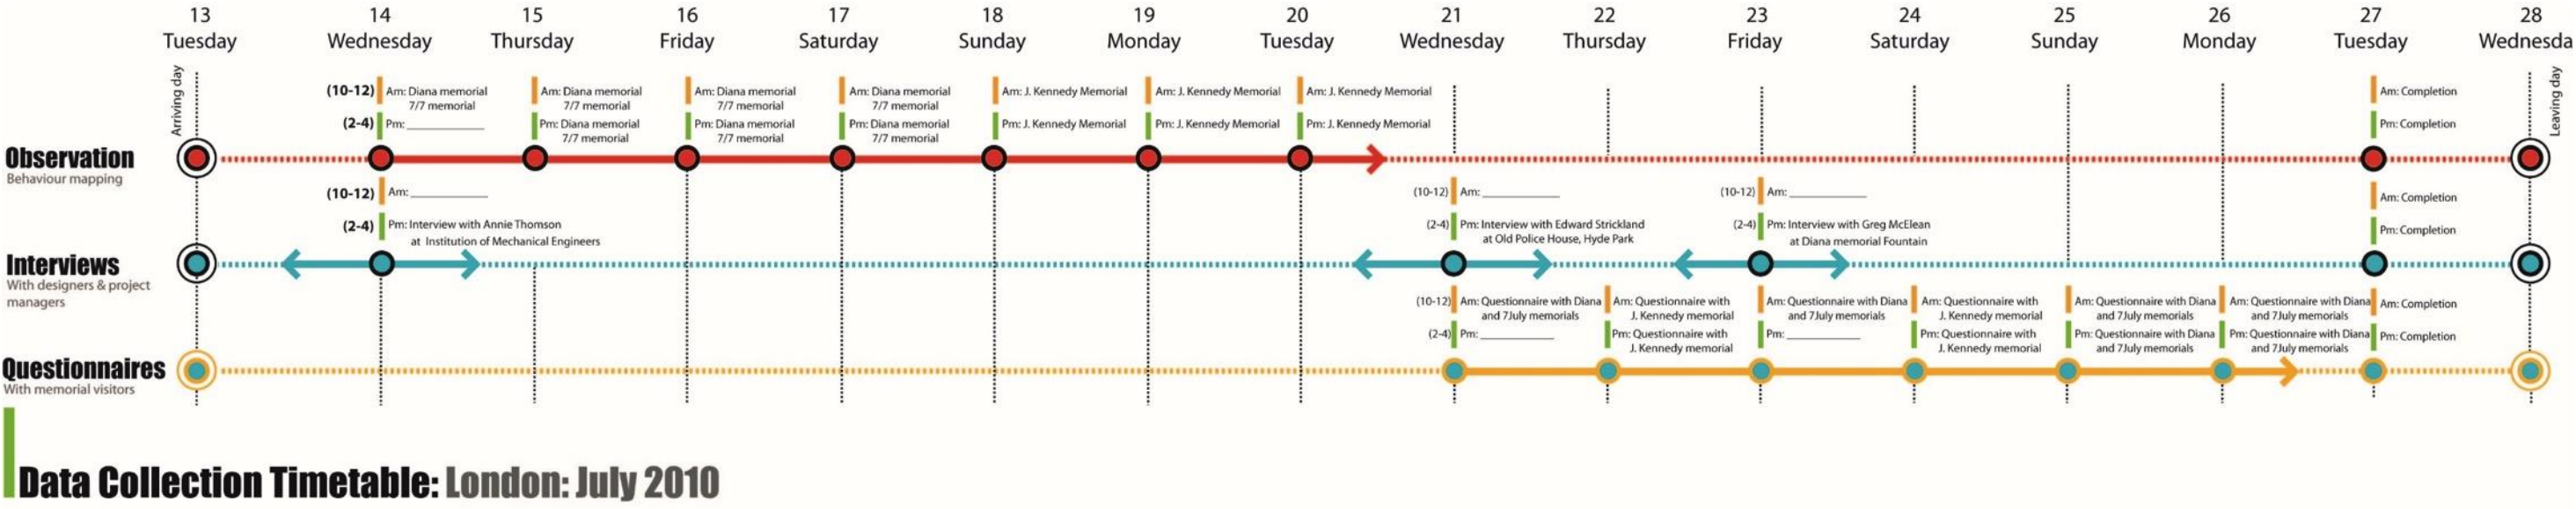 13 14 15 16 17 18 19 20 21 22 23 24 25 26 27 28
Tuesday Wednesday Thursday Friday Saturday Sunday Monday Tuesday Wednesday Thursday Friday Saturday Sunday Monday Tuesday Wednesda
Arriving day
(10-12) Am: Diana memorial
7/7 memorial
(2-4) Pm: ____________
Am: Diana memorial
7/7 memorial
Pm: Diana memorial
7/7 memorial
Am: Diana memorial
7/7 memorial
Pm: Diana memorial
7/7 memorial
Am: Diana memorial
7/7 memorial
Pm: Diana memorial
7/7 memorial
Am: J. Kennedy Memorial
Pm: J. Kennedy Memorial
Am: J. Kennedy Memorial
Pm: J. Kennedy Memorial
Am: J. Kennedy Memorial
Pm: J. Kennedy Memorial
Am: Completion
Pm: Completion
Leaving day
Observation
Behaviour mapping
(10-12) Am: ____________
(2-4) Pm: Interview with Annie Thomson
at Institution of Mechanical Engineers
(10-12) Am: ____________
(2-4) Pm: Interview with Edward Strickland
at Old Police House, Hyde Park
(10-12) Am: ____________
(2-4) Pm: Interview with Greg McElean
at Diana memorial Fountain
Am: Completion
Pm: Completion
Interviews
With designers & project
managers
(10-12) Am: Questionnaire with Diana
and 7July memorials
(2-4) Pm: ____________
Am: Questionnaire with
J. Kennedy memorial
Pm: Questionnaire with
J. Kennedy memorial
Am: Questionnaire with Diana
and 7July memorials
Pm: ____________
Am: Questionnaire with
J. Kennedy memorial
Pm: Questionnaire with
J. Kennedy memorial
Am: Questionnaire with Diana
and 7July memorials
Pm: Questionnaire with Diana
and 7July memorials
Am: Questionnaire with Diana
and 7July memorials
Pm: Questionnaire with Diana
and 7July memorials
Am: Completion
Pm: Completion
Questionnaires
With memorial visitors
Data Collection Timetable: London: July 2010